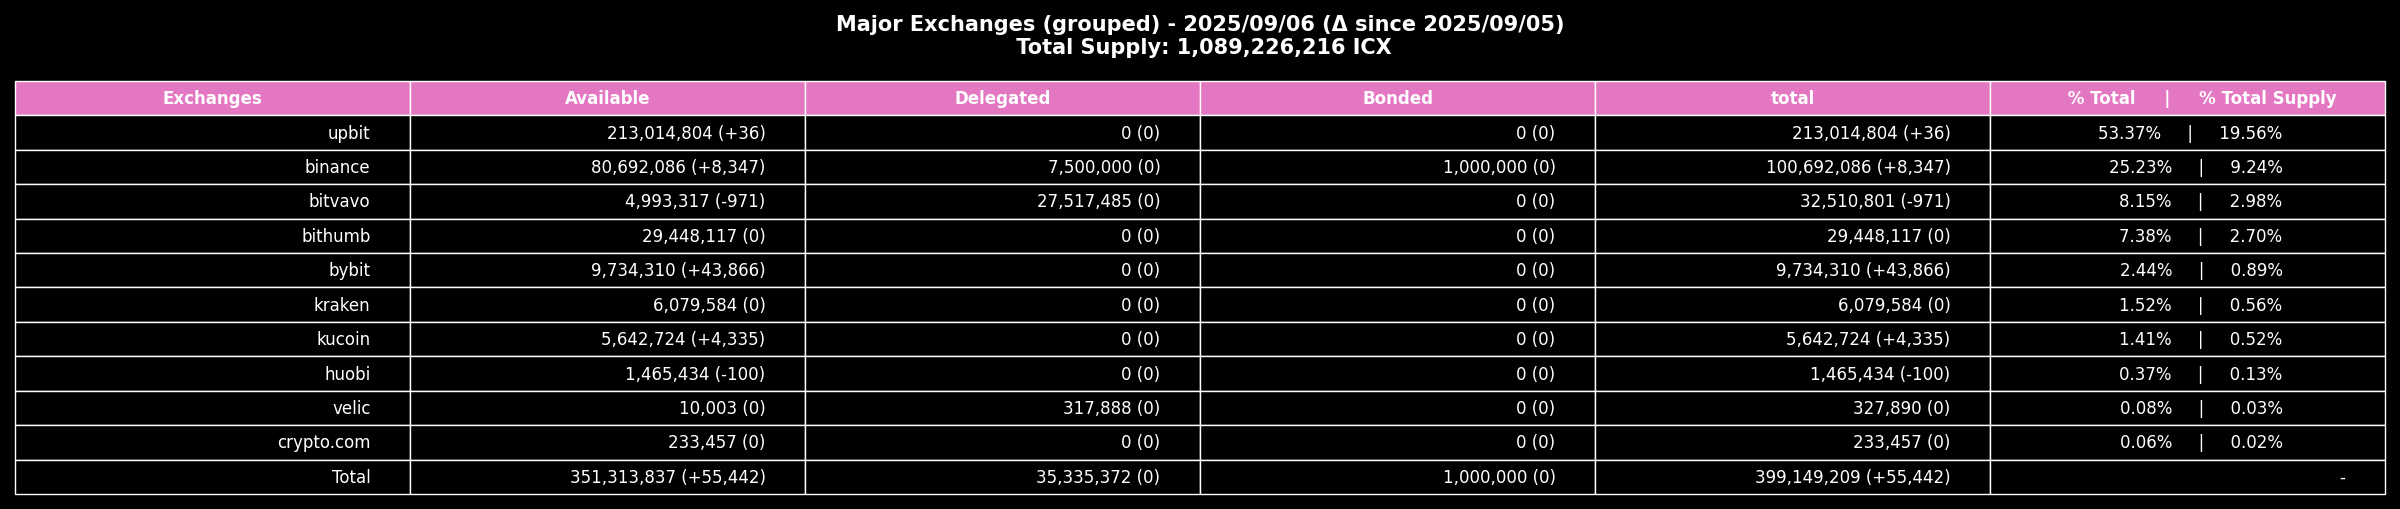 Major Exchanges (grouped) - 2025/09/06 (Δ since 2025/09/05)
Total Supply: 1,089,226,216 ICX
Exchanges Available Delegated Bonded total % Total | % Total Supply
upbit 213,014,804 (+36) 0 (0) 0 (0) 213,014,804 (+36) 53.37% | 19.56%
binance 80,692,086 (+8,347) 7,500,000 (0) 1,000,000 (0) 100,692,086 (+8,347) 25.23% | 9.24%
bitvavo 4,993,317 (-971) 27,517,485 (0) 0 (0) 32,510,801 (-971) 8.15% | 2.98%
bithumb 29,448,117 (0) 0 (0) 0 (0) 29,448,117 (0) 7.38% | 2.70%
bybit 9,734,310 (+43,866) 0 (0) 0 (0) 9,734,310 (+43,866) 2.44% | 0.89%
kraken 6,079,584 (0) 0 (0) 0 (0) 6,079,584 (0) 1.52% | 0.56%
kucoin 5,642,724 (+4,335) 0 (0) 0 (0) 5,642,724 (+4,335) 1.41% | 0.52%
huobi 1,465,434 (-100) 0 (0) 0 (0) 1,465,434 (-100) 0.37% | 0.13%
velic 10,003 (0) 317,888 (0) 0 (0) 327,890 (0) 0.08% | 0.03%
crypto.com 233,457 (0) 0 (0) 0 (0) 233,457 (0) 0.06% | 0.02%
Total 351,313,837 (+55,442) 35,335,372 (0) 1,000,000 (0) 399,149,209 (+55,442) -